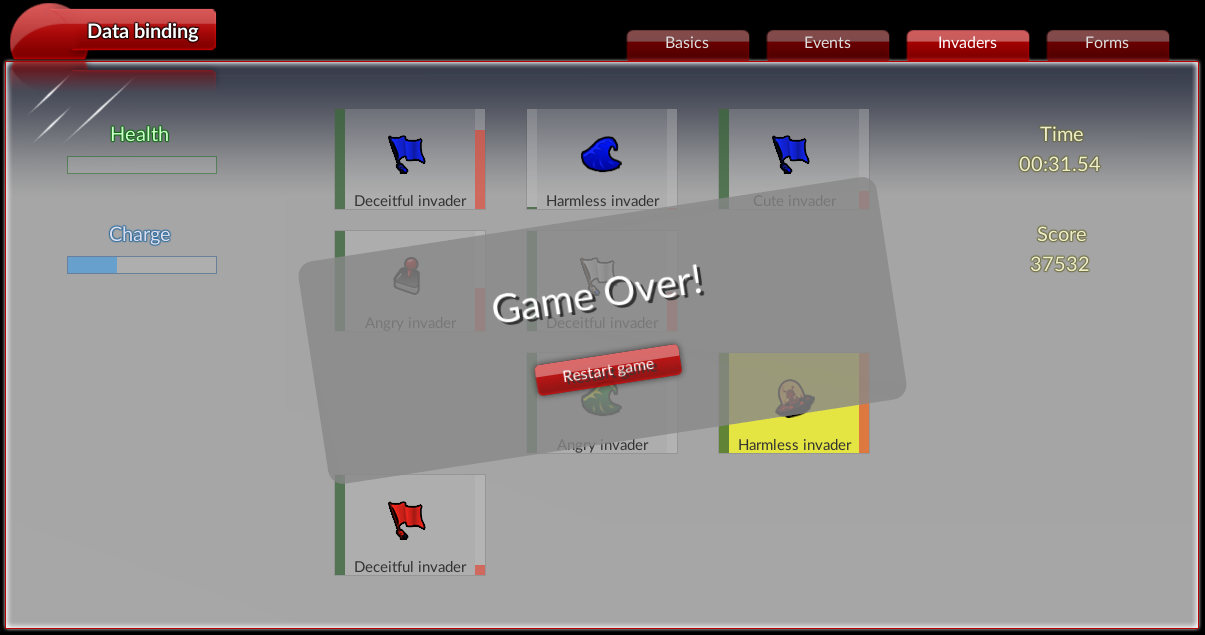 Data binding
Basics
Events
Invaders
Forms
Health
Charge
Time
00:31.54
Score
37532
Deceitful invader
Harmless invader
Cute invader
Angry invader
Deceitful invader
Game Over!
Restart game
Angry invader
Harmless invader
Deceitful invader